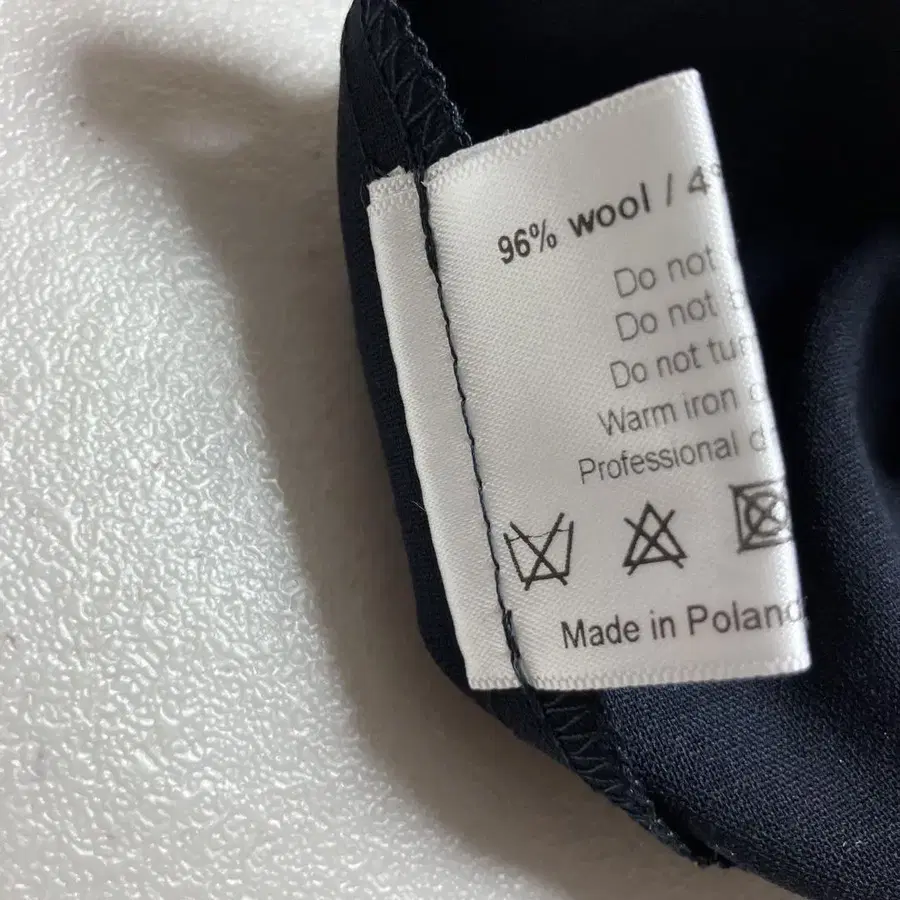 96% wool / 4%
Do not
Do not
Do not tu
Warm iron
Professional d
Made in Poland